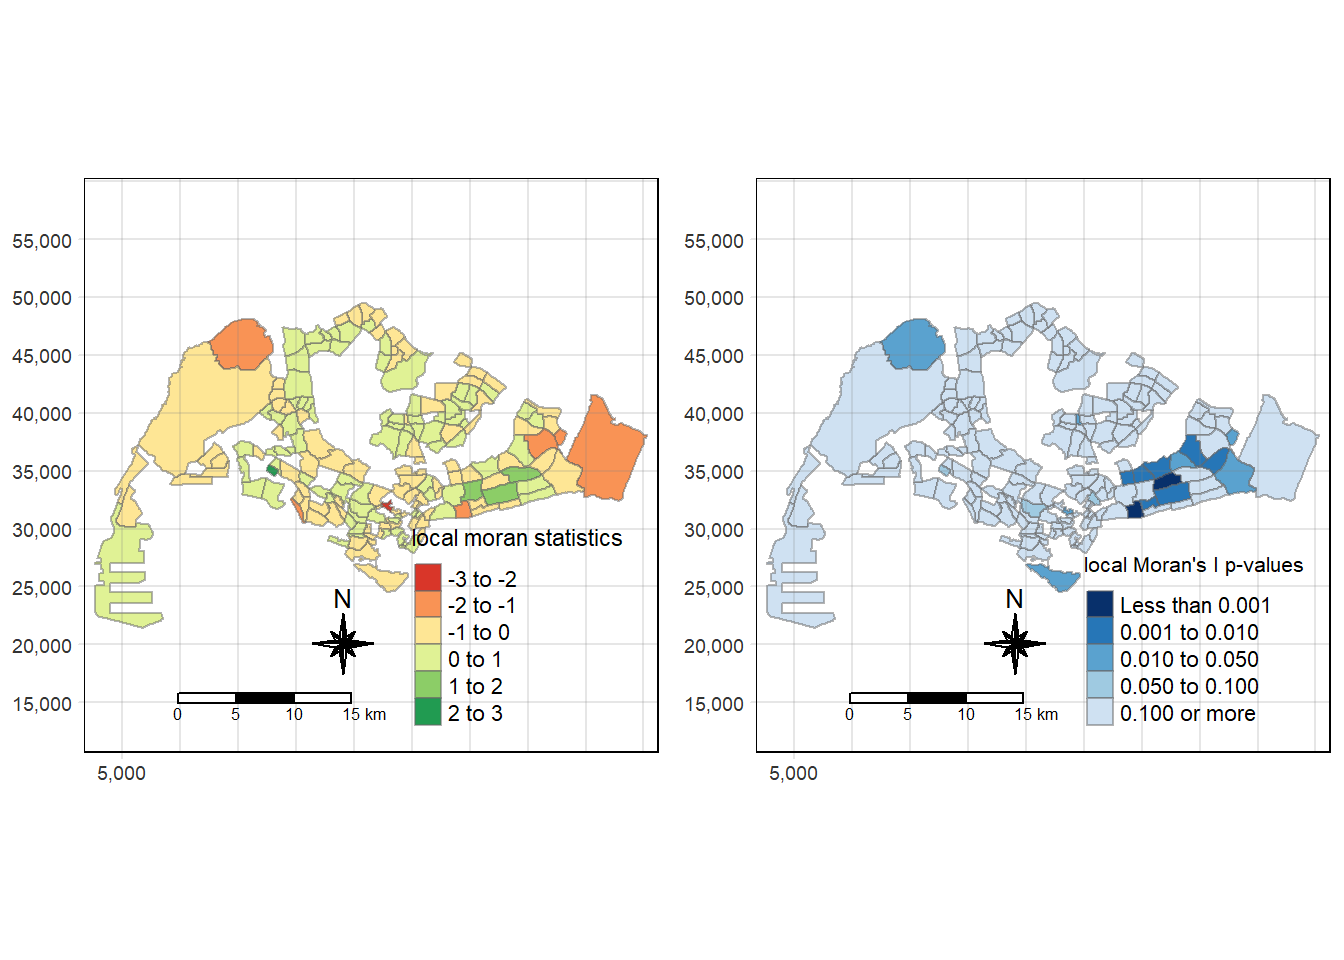 55,000
50,000
45,000
40,000
35,000
30,000
25,000
20,000
15,000
5,000
local moran statistics
-3 to -2
-2 to -1
-1 to 0
0 to 1
1 to 2
2 to 3
N
0 5 10 15 km
55,000
50,000
45,000
40,000
35,000
30,000
25,000
20,000
15,000
5,000
local Moran's I p-values
Less than 0.001
0.001 to 0.010
0.010 to 0.050
0.050 to 0.100
0.100 or more
N
0 5 10 15 km